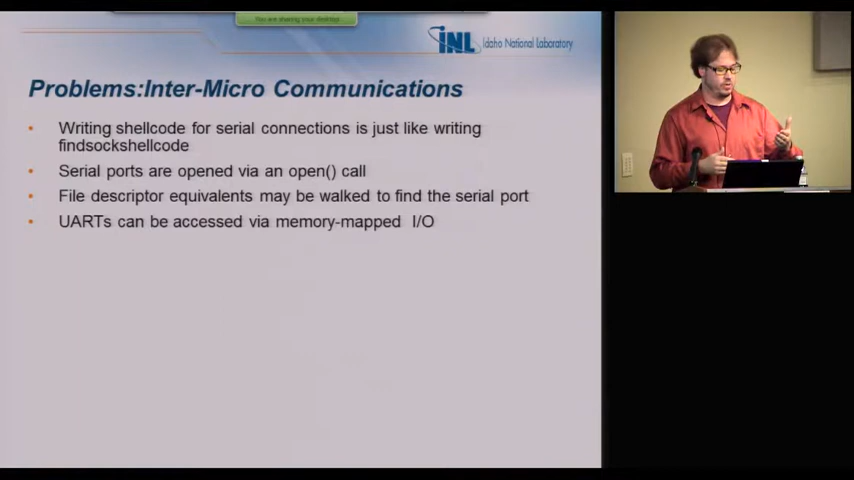 You are sharing your desktop
INL Idaho National Laboratory
Problems:Inter-Micro Communications
• Writing shellcode for serial connections is just like writing
findsockshellcode
• Serial ports are opened via an open() call
• File descriptor equivalents may be walked to find the serial port
• UARTs can be accessed via memory-mapped I/O